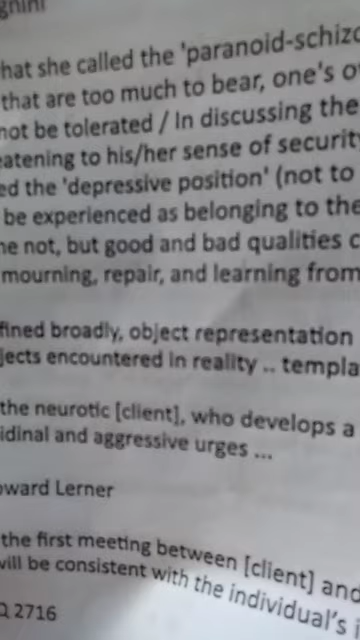 gnini
hat she called the 'paranoid-schizo
that are too much to bear, one's o
not be tolerated / In discussing the
eatening to his/her sense of security
ed the 'depressive position' (not to
be experienced as belonging to the
ne not, but good and bad qualities c
mourning, repair, and learning from
fined broadly, object representation
jects encountered in reality .. templa
the neurotic [client], who develops a
idinal and aggressive urges ...
oward Lerner
the first meeting between [client] and
will be consistent with the individual's i
Q 2716